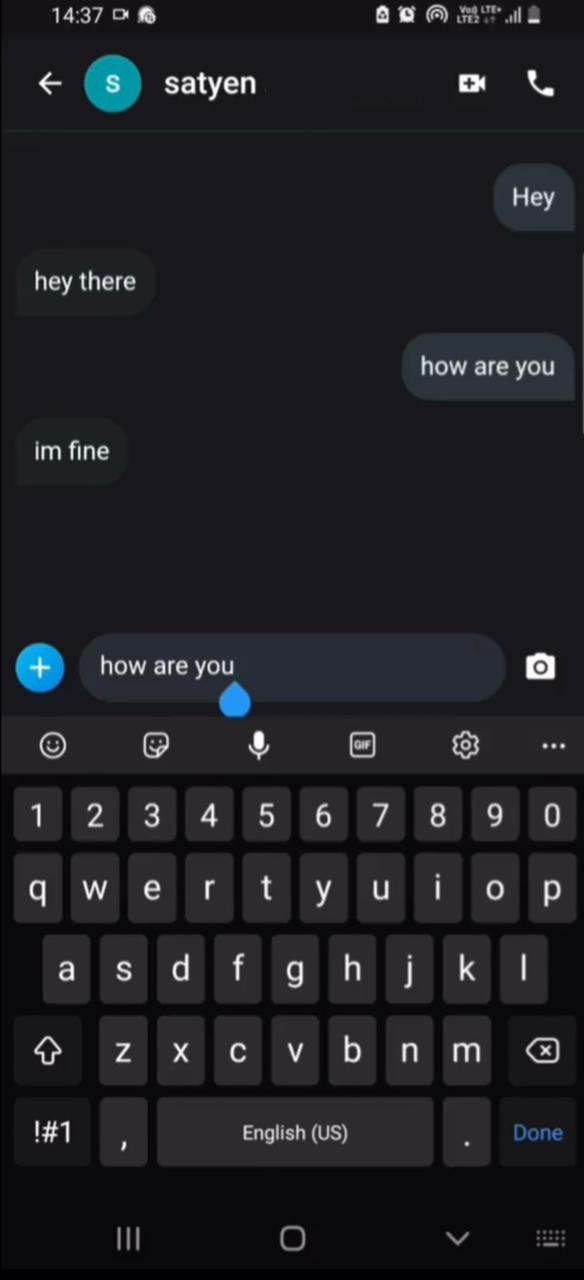 14:37
Vo)) LTE+
LTE2
S
satyen
Hey
hey there
how are you
im fine
how are you
GIF
1 2 3 4 5 6 7 8 9 0
q w e r t y u i o p
a s d f g h j k l
z x c v b n m
!#1 , English (US) . Done